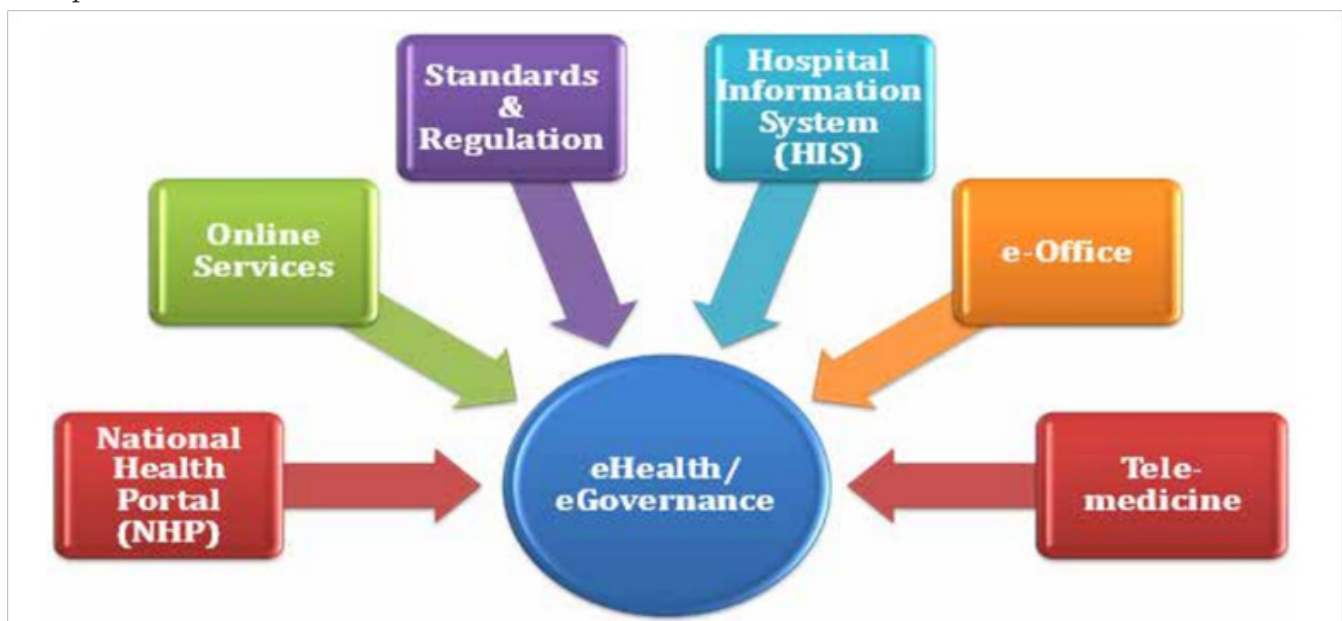 Standards
&
Regulation
Hospital
Information
System
(HIS)
Online
Services
e-Office
National
Health
Portal
(NHP)
eHealth/
eGovernance
Tele-
medicine